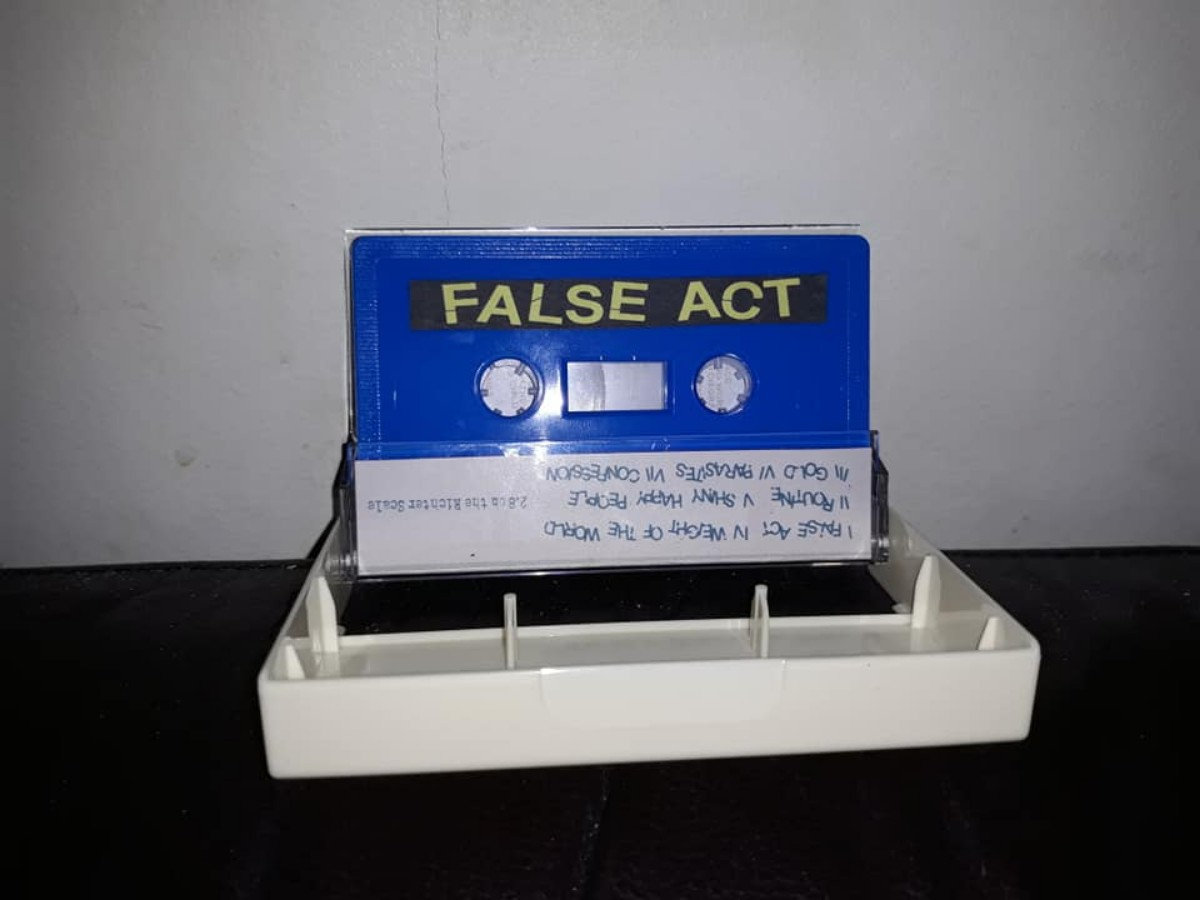 FALSE ACT
I FALSE ACT IV WEIGHT OF THE WORLD
II ROUTINE V SHINY HAPPY PEOPLE
III GOLD VI PARASITES VII CONFESSION
2.8 on the Richter Scale